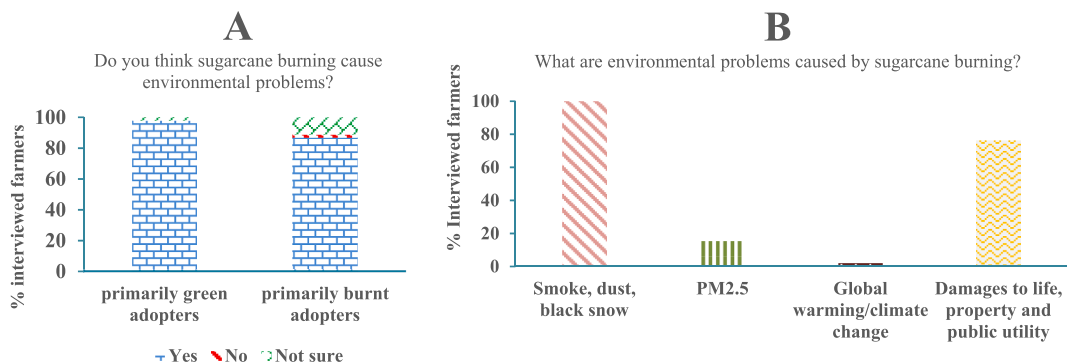 A
Do you think sugarcane burning cause
environmental problems?
% interviewed farmers
100
80
60
40
20
0
primarily green
adopters
primarily burnt
adopters
Yes No Not sure
B
What are environmental problems caused by sugarcane burning?
% Interviewed farmers
100
80
60
40
20
0
Smoke, dust,
black snow
PM2.5
Global
warming/climate
change
Damages to life,
property and
public utility